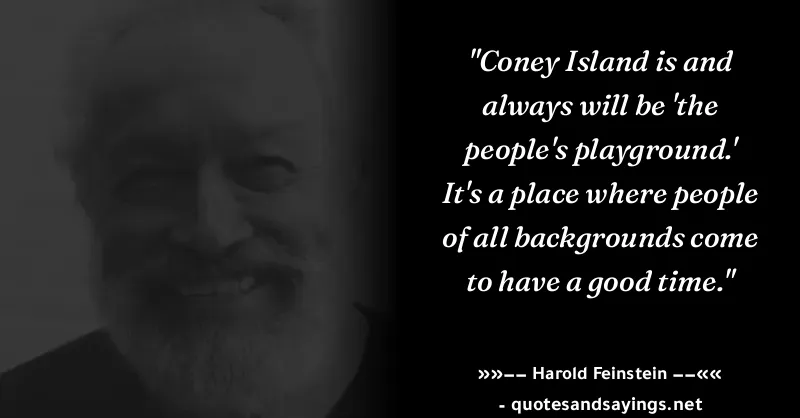 "Coney Island is and
always will be 'the
people's playground.'
It's a place where people
of all backgrounds come
to have a good time."
»»–– Harold Feinstein ––««
- quotesandsayings.net